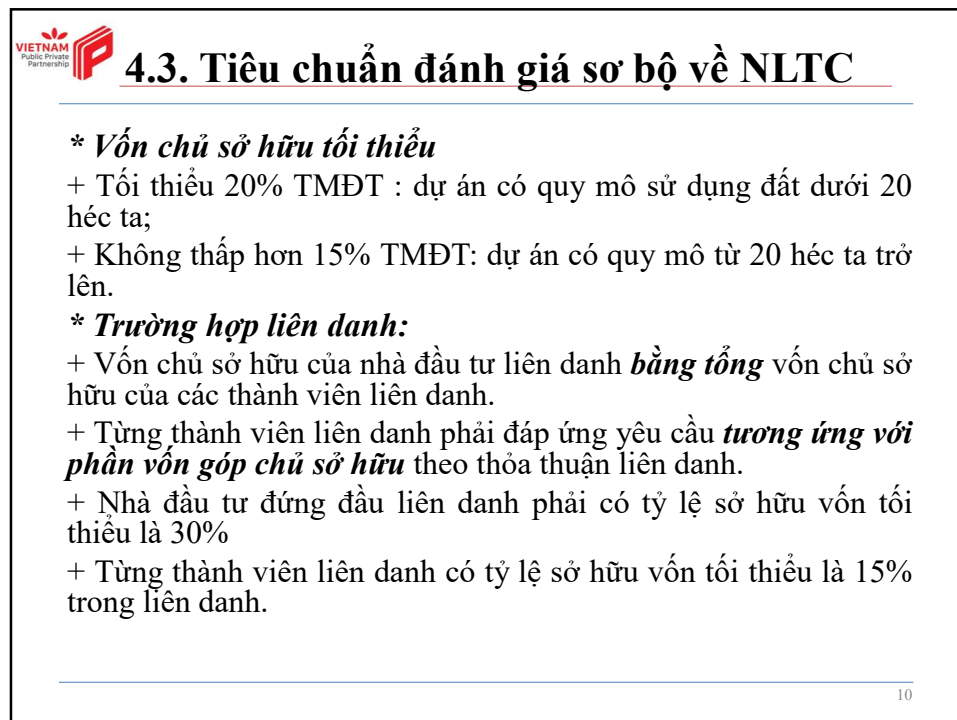 VIETNAM
Public Private
Partnership
4.3. Tiêu chuẩn đánh giá sơ bộ về NLTC
* Vốn chủ sở hữu tối thiểu
+ Tối thiểu 20% TMĐT : dự án có quy mô sử dụng đất dưới 20
héc ta;
+ Không thấp hơn 15% TMĐT: dự án có quy mô từ 20 héc ta trở
lên.
* Trường hợp liên danh:
+ Vốn chủ sở hữu của nhà đầu tư liên danh bằng tổng vốn chủ sở
hữu của các thành viên liên danh.
+ Từng thành viên liên danh phải đáp ứng yêu cầu tương ứng với
phần vốn góp chủ sở hữu theo thỏa thuận liên danh.
+ Nhà đầu tư đứng đầu liên danh phải có tỷ lệ sở hữu vốn tối
thiểu là 30%
+ Từng thành viên liên danh có tỷ lệ sở hữu vốn tối thiểu là 15%
trong liên danh.
10